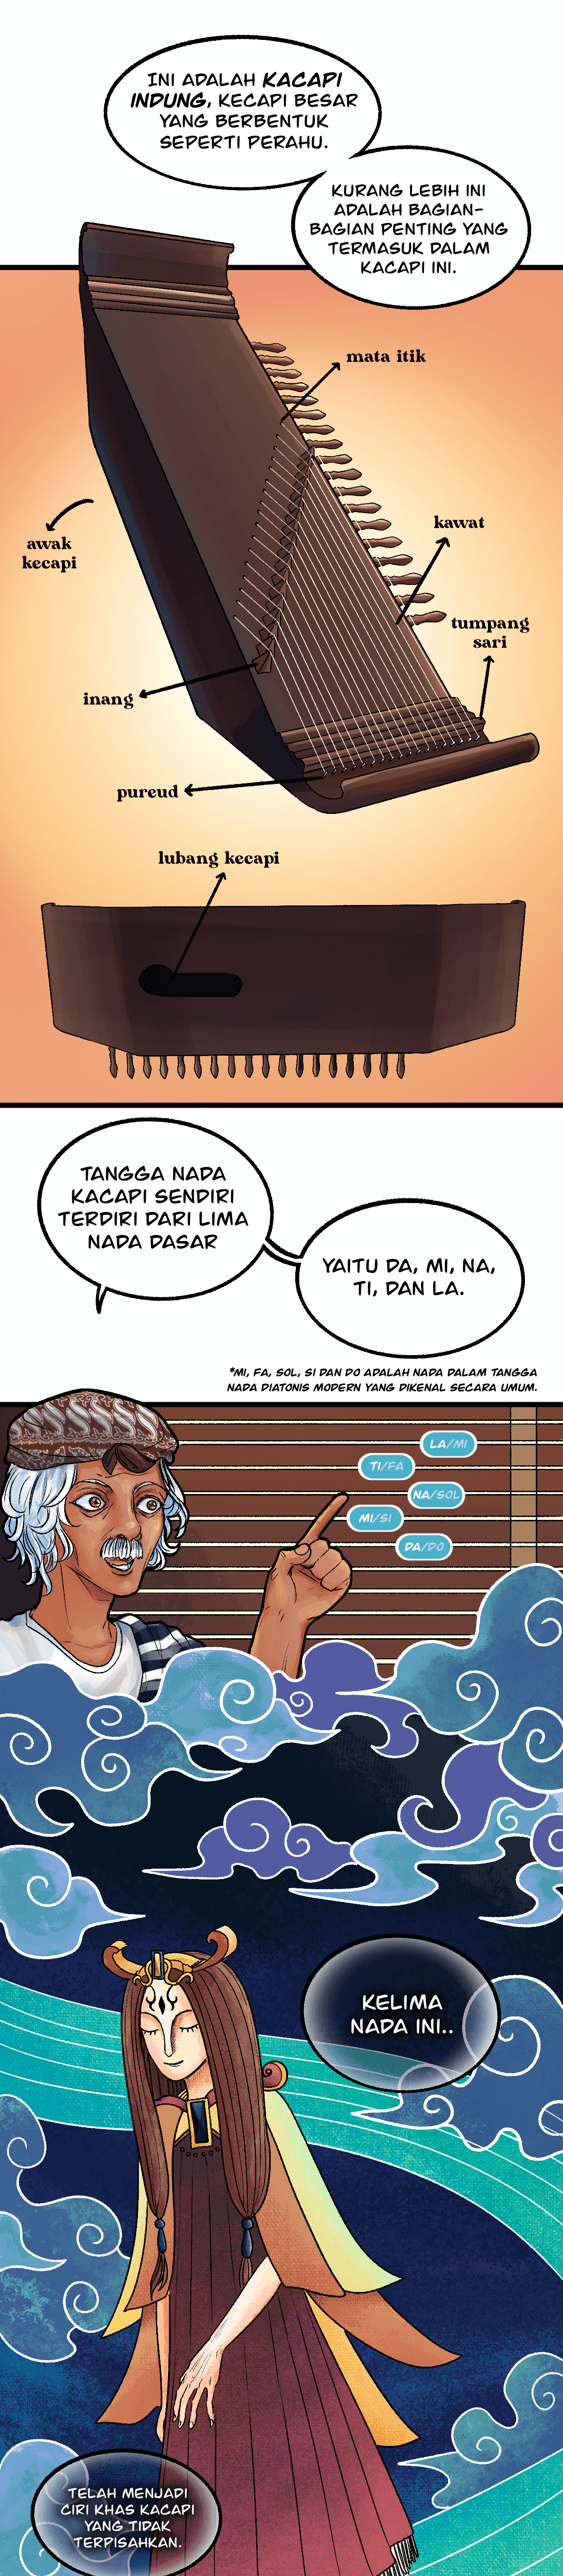 INI ADALAH KACAPI
INDUNG, KECAPI BESAR
YANG BERBENTUK
SEPERTI PERAHU.
KURANG LEBIH INI
ADALAH BAGIAN-
BAGIAN PENTING YANG
TERMASUK DALAM
KACAPI INI.
mata itik
kawat
awak
kecapi
tumpang
sari
inang
pureud
lubang kecapi
TANGGA NADA
KACAPI SENDIRI
TERDIRI DARI LIMA
NADA DASAR
YAITU DA, MI, NA,
TI, DAN LA.
*MI, FA, SOL, SI DAN DO ADALAH NADA DALAM TANGGA
NADA DIATONIS MODERN YANG DIKENAL SECARA UMUM.
LA/MI
TI/FA
NA/SOL
MI/SI
DA/DO
KELIMA
NADA INI..
TELAH MENJADI
CIRI KHAS KACAPI
YANG TIDAK
TERPISAHKAN.